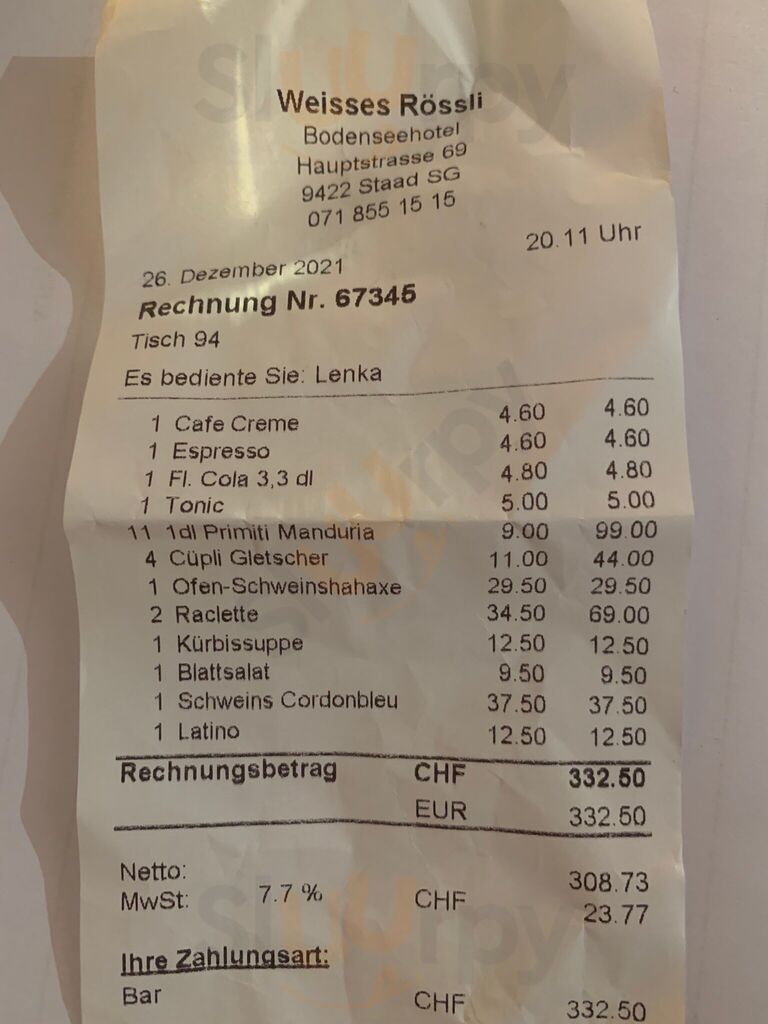 Weisses Rössli
Bodenseehotel
Hauptstrasse 69
9422 Staad SG
071 855 15 15
20.11 Uhr
26. Dezember 2021
Rechnung Nr. 67345
Tisch 94
Es bediente Sie: Lenka
1 Cafe Creme 4.60 4.60
1 Espresso 4.60 4.60
1 Fl. Cola 3,3 dl 4.80 4.80
1 Tonic 5.00 5.00
11 1dl Primiti Manduria 9.00 99.00
4 Cüpli Gletscher 11.00 44.00
1 Ofen-Schweinshahaxe 29.50 29.50
2 Raclette 34.50 69.00
1 Kürbissuppe 12.50 12.50
1 Blattsalat 9.50 9.50
1 Schweins Cordonbleu 37.50 37.50
1 Latino 12.50 12.50
Rechnungsbetrag CHF 332.50
EUR 332.50
Netto: 308.73
MwSt: 7.7 % CHF 23.77
Ihre Zahlungsart:
Bar CHF 332.50
Sluurpy
Sluurpy
Sluurpy